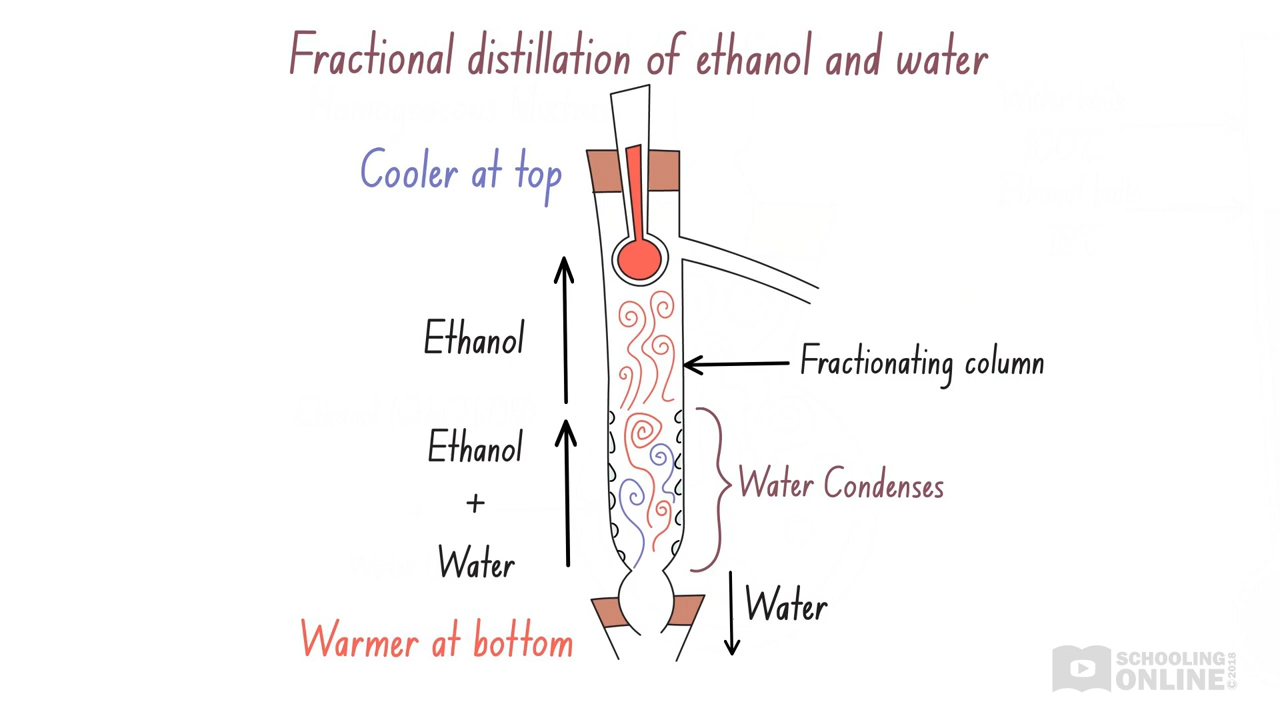 Fractional distillation of ethanol and water
Cooler at top
Ethanol
Fractionating column
Ethanol
+
Water
Water Condenses
Water
Warmer at bottom
SCHOOLING
ONLINE
©2018